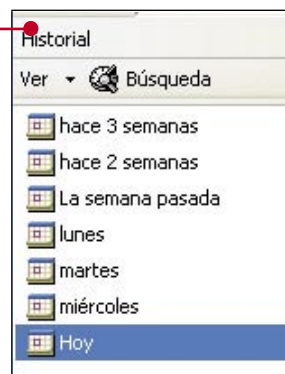 Historial
Ver Búsqueda
hace 3 semanas
hace 2 semanas
La semana pasada
lunes
martes
miércoles
Hoy